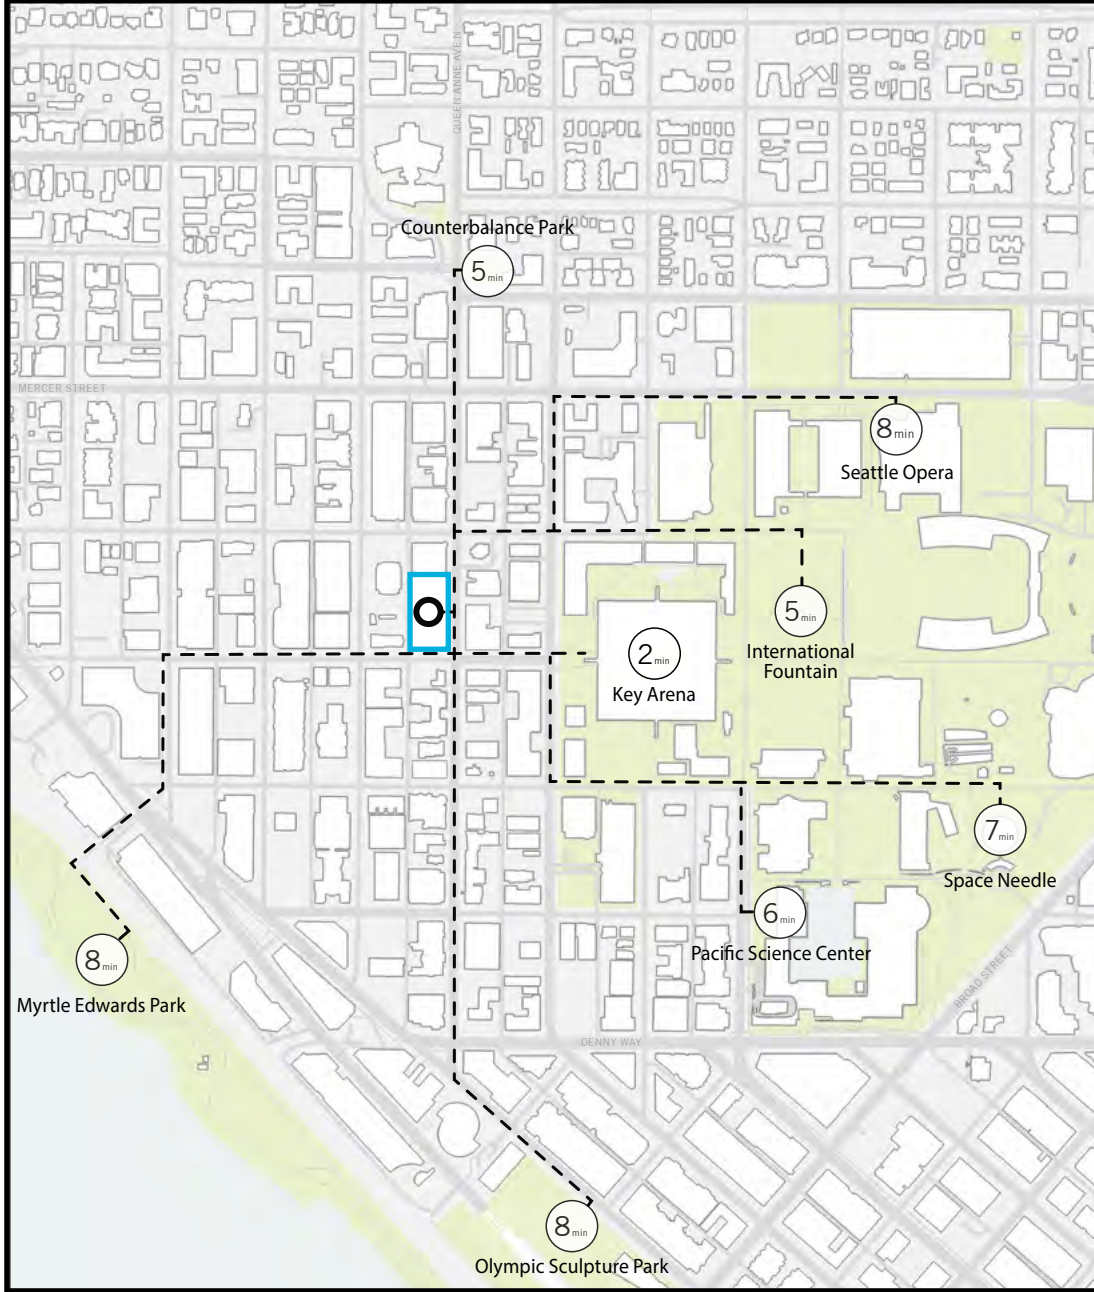 QUEEN ANNE AVE N
Counterbalance Park
5 min
MERCER STREET
8 min
Seattle Opera
5 min
International
Fountain
2 min
Key Arena
7 min
Space Needle
6 min
Pacific Science Center
BROAD STREET
8 min
Myrtle Edwards Park
DENNY WAY
8 min
Olympic Sculpture Park